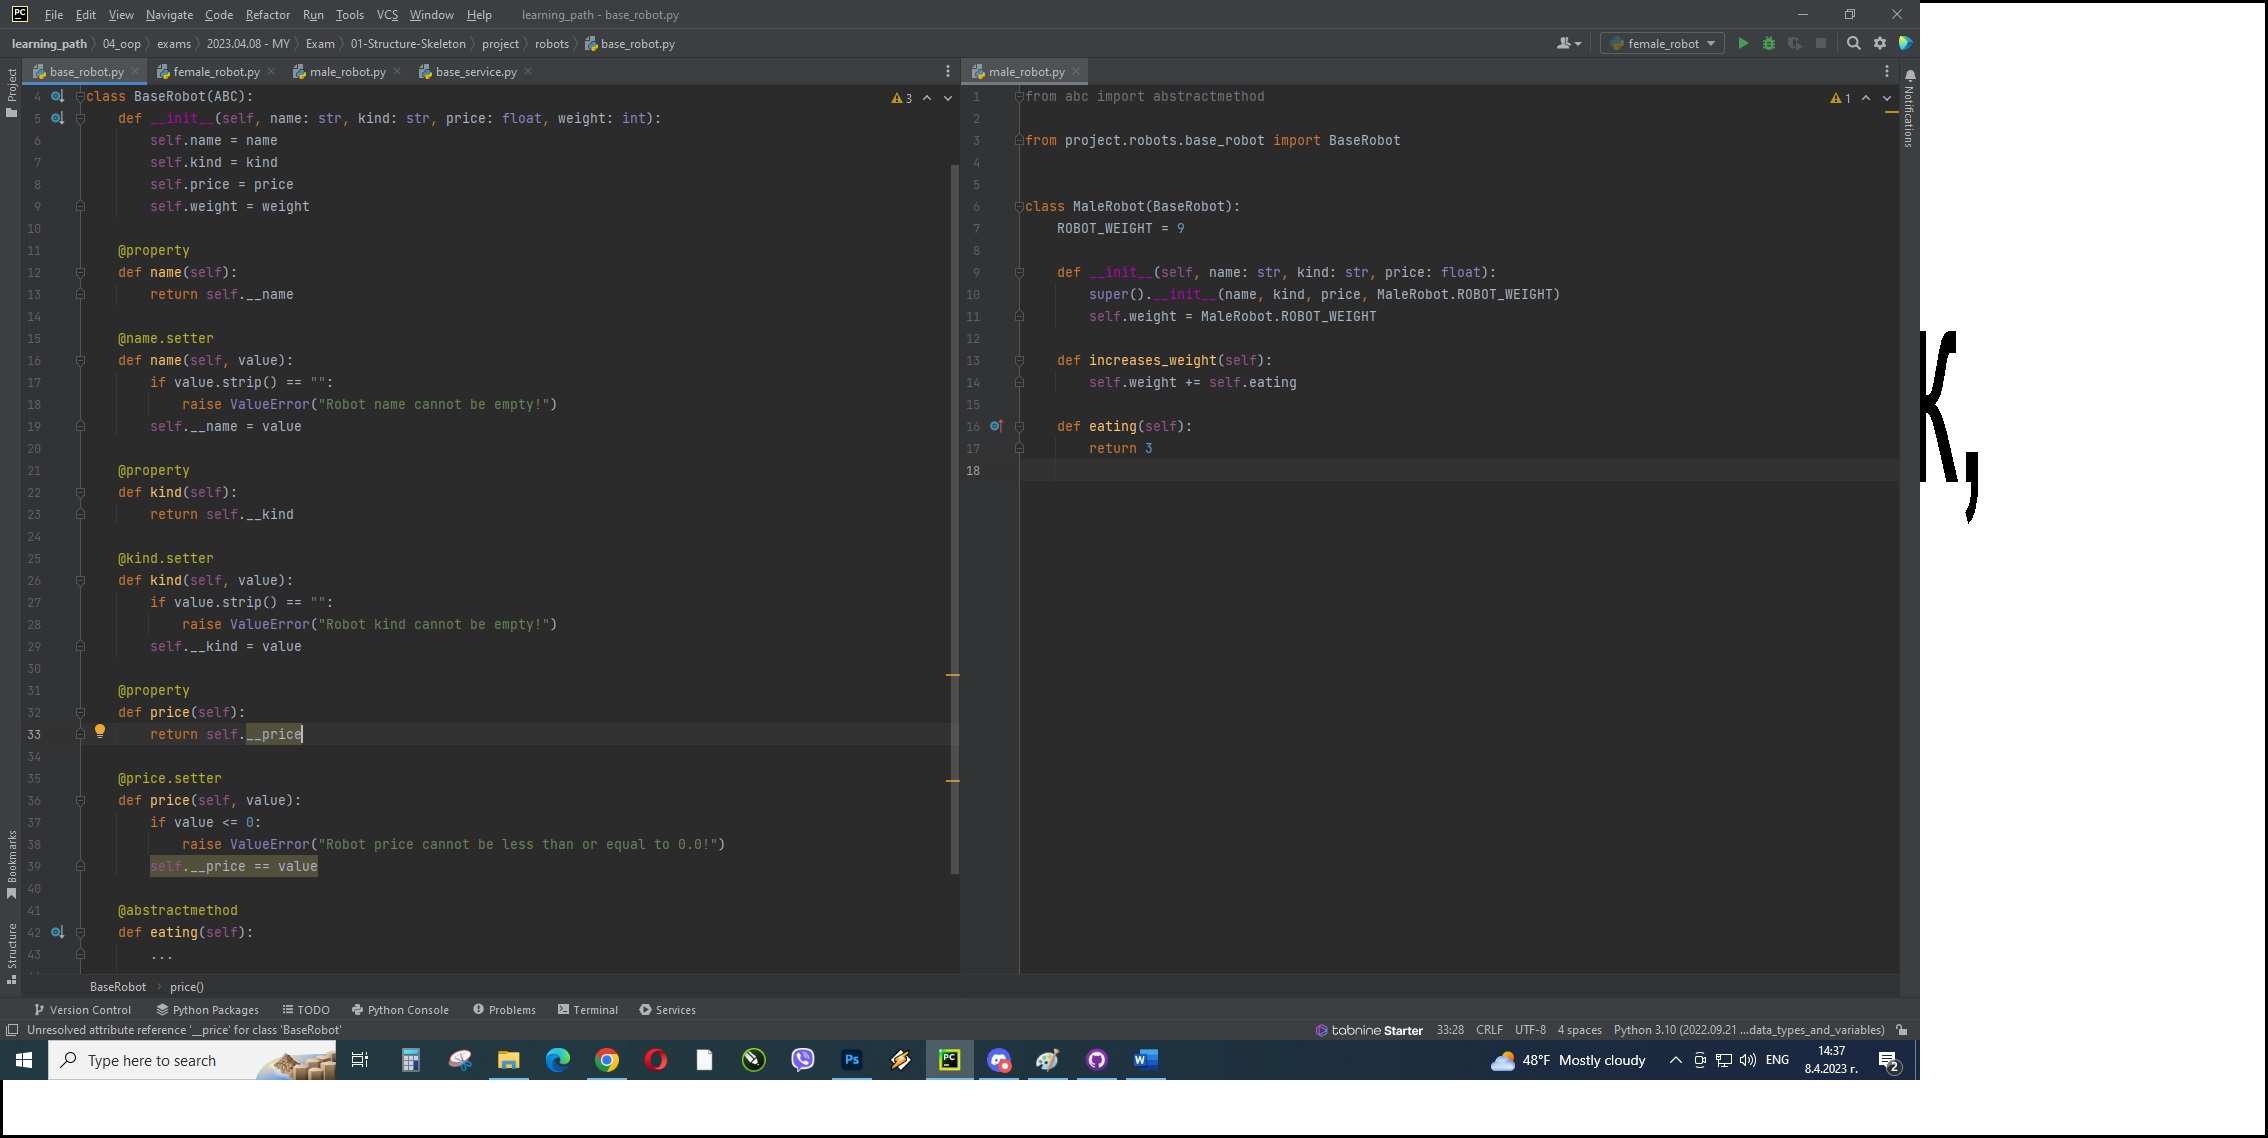 PC File Edit View Navigate Code Refactor Run Tools VCS Window Help learning_path - base_robot.py
learning_path 04_oop exams 2023.04.08 - MY Exam 01-Structure-Skeleton project robots base_robot.py female_robot
Project
base_robot.py female_robot.py male_robot.py base_service.py
3
4 class BaseRobot(ABC):
5 def __init__(self, name: str, kind: str, price: float, weight: int):
6 self.name = name
7 self.kind = kind
8 self.price = price
9 self.weight = weight
10
11 @property
12 def name(self):
13 return self.__name
14
15 @name.setter
16 def name(self, value):
17 if value.strip() == "":
18 raise ValueError("Robot name cannot be empty!")
19 self.__name = value
20
21 @property
22 def kind(self):
23 return self.__kind
24
25 @kind.setter
26 def kind(self, value):
27 if value.strip() == "":
28 raise ValueError("Robot kind cannot be empty!")
29 self.__kind = value
30
31 @property
32 def price(self):
33 return self.__price
34
35 @price.setter
36 def price(self, value):
37 if value <= 0:
38 raise ValueError("Robot price cannot be less than or equal to 0.0!")
39 self.__price == value
40
41 @abstractmethod
42 def eating(self):
43 ...
BaseRobot price()
male_robot.py
1
1 from abc import abstractmethod
2
3 from project.robots.base_robot import BaseRobot
4
5
6 class MaleRobot(BaseRobot):
7 ROBOT_WEIGHT = 9
8
9 def __init__(self, name: str, kind: str, price: float):
10 super().__init__(name, kind, price, MaleRobot.ROBOT_WEIGHT)
11 self.weight = MaleRobot.ROBOT_WEIGHT
12
13 def increases_weight(self):
14 self.weight += self.eating
15
16 def eating(self):
17 return 3
18
Notifications
Bookmarks
Structure
Version Control Python Packages TODO Python Console Problems Terminal Services
Unresolved attribute reference '__price' for class 'BaseRobot' tabnine Starter 33:28 CRLF UTF-8 4 spaces Python 3.10 (2022.09.21 ...data_types_and_variables)
Type here to search Ps PC W 48°F Mostly cloudy ENG 14:37
8.4.2023 г. 2